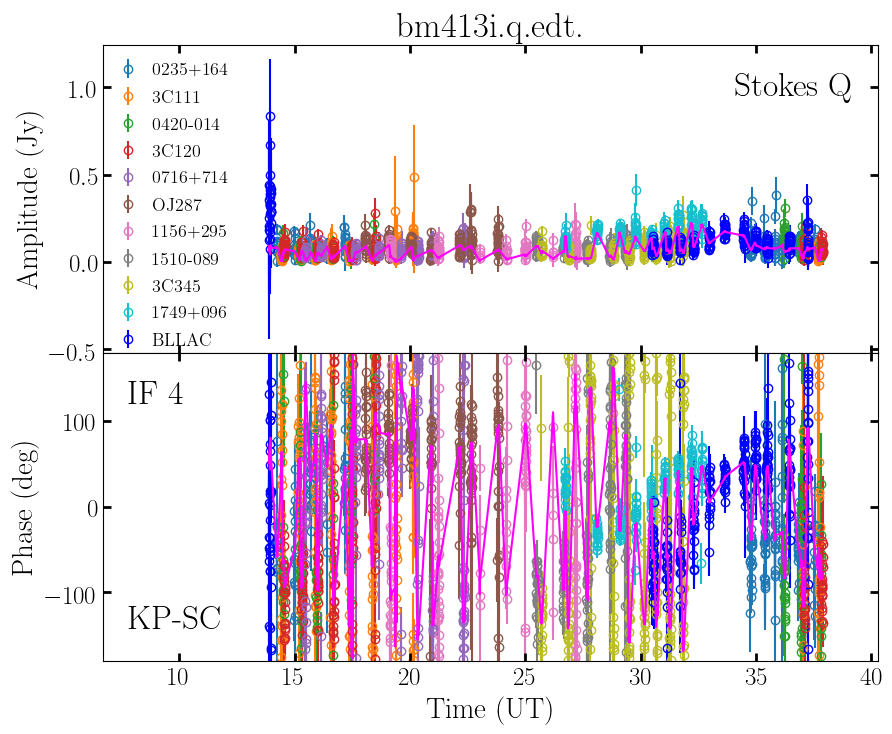 bm413i.q.edt.
Stokes Q
Amplitude (Jy)
1.0
0.5
0.0
−0.5
0235+164
3C111
0420-014
3C120
0716+714
OJ287
1156+295
1510-089
3C345
1749+096
BLLAC
IF 4
KP-SC
Phase (deg)
100
0
−100
10
15
20
25
30
35
40
Time (UT)